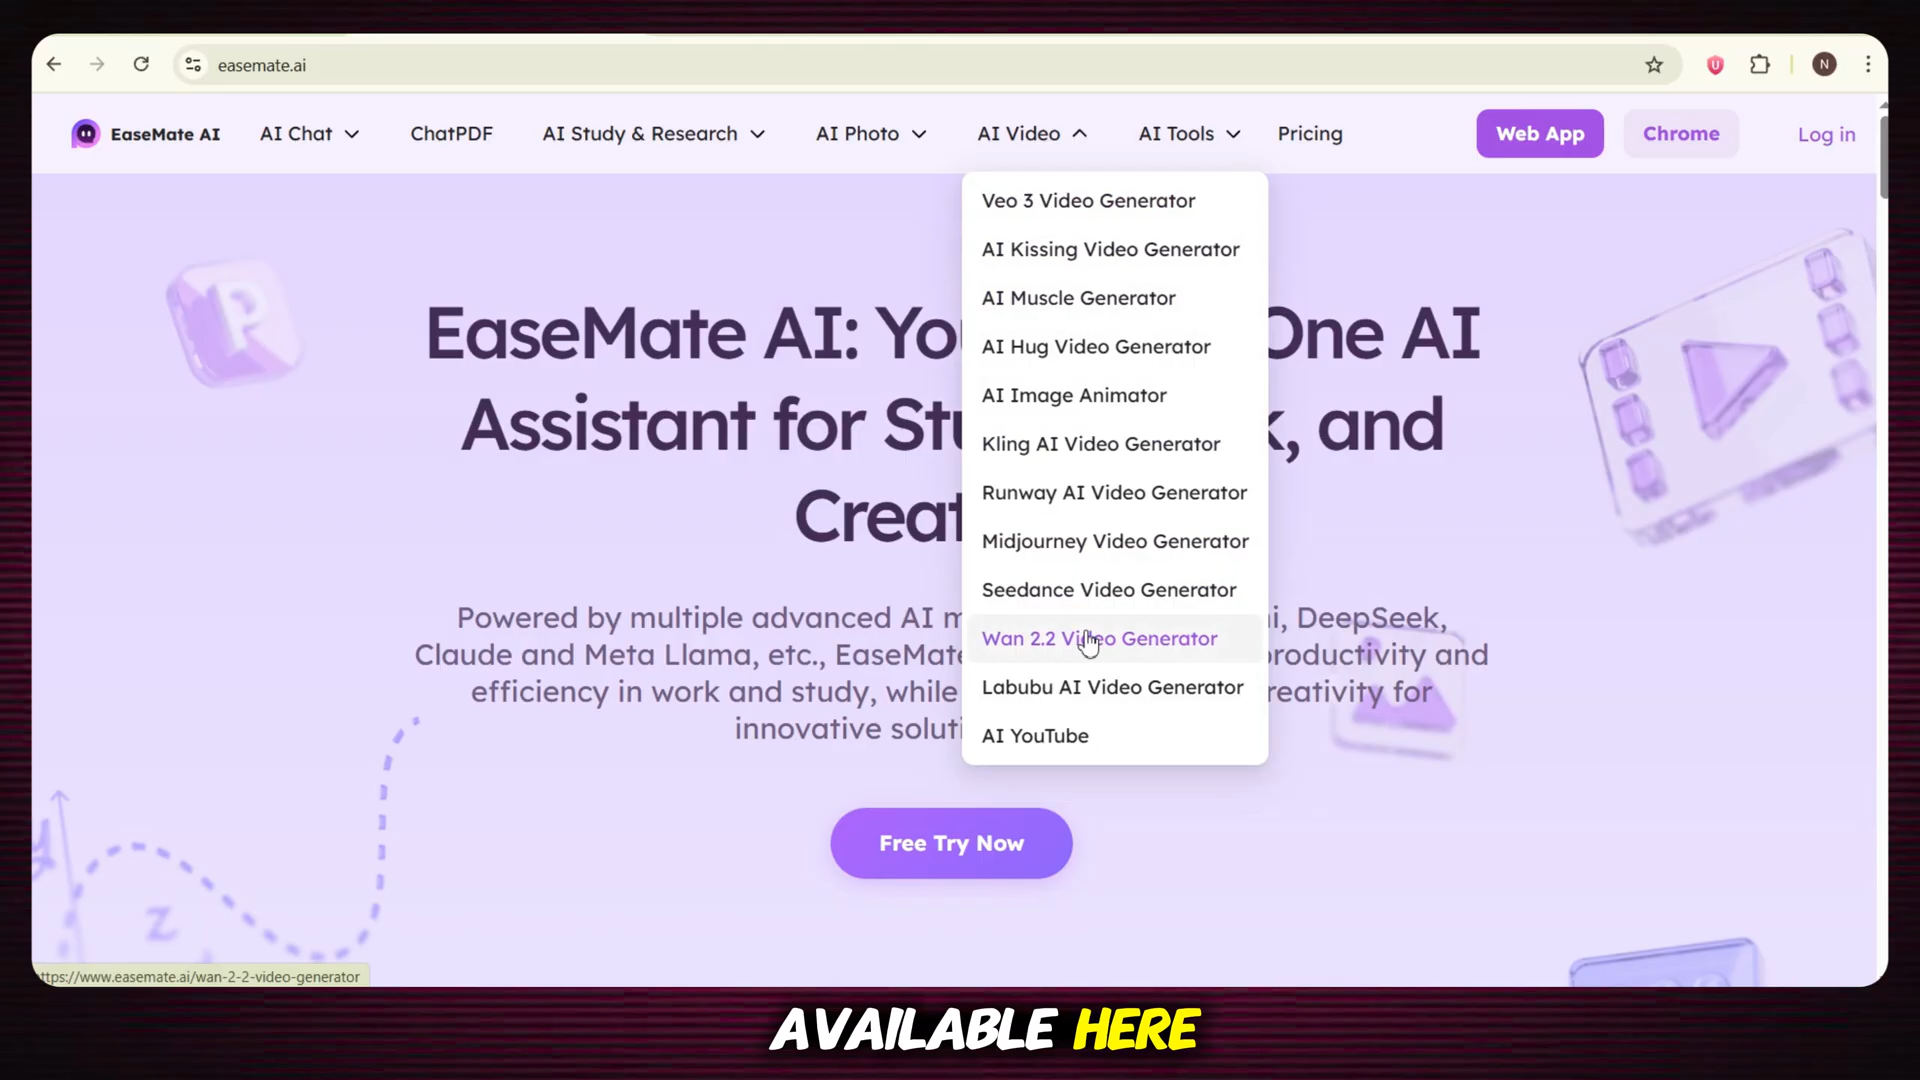 easemate.ai
N
EaseMate AI
AI Chat
ChatPDF
AI Study & Research
AI Photo
AI Video
AI Tools
Pricing
Web App
Chrome
Log in
Veo 3 Video Generator
AI Kissing Video Generator
AI Muscle Generator
AI Hug Video Generator
AI Image Animator
Kling AI Video Generator
Runway AI Video Generator
Midjourney Video Generator
Seedance Video Generator
Wan 2.2 Video Generator
Labubu AI Video Generator
AI YouTube
P
EaseMate AI: You One AI
Assistant for Stu k, and
Creat
Powered by multiple advanced AI m i, DeepSeek,
Claude and Meta Llama, etc., EaseMate roductivity and
efficiency in work and study, while reativity for
innovative soluti
Free Try Now
z
ttps://www.easemate.ai/wan-2-2-video-generator
AVAILABLE HERE